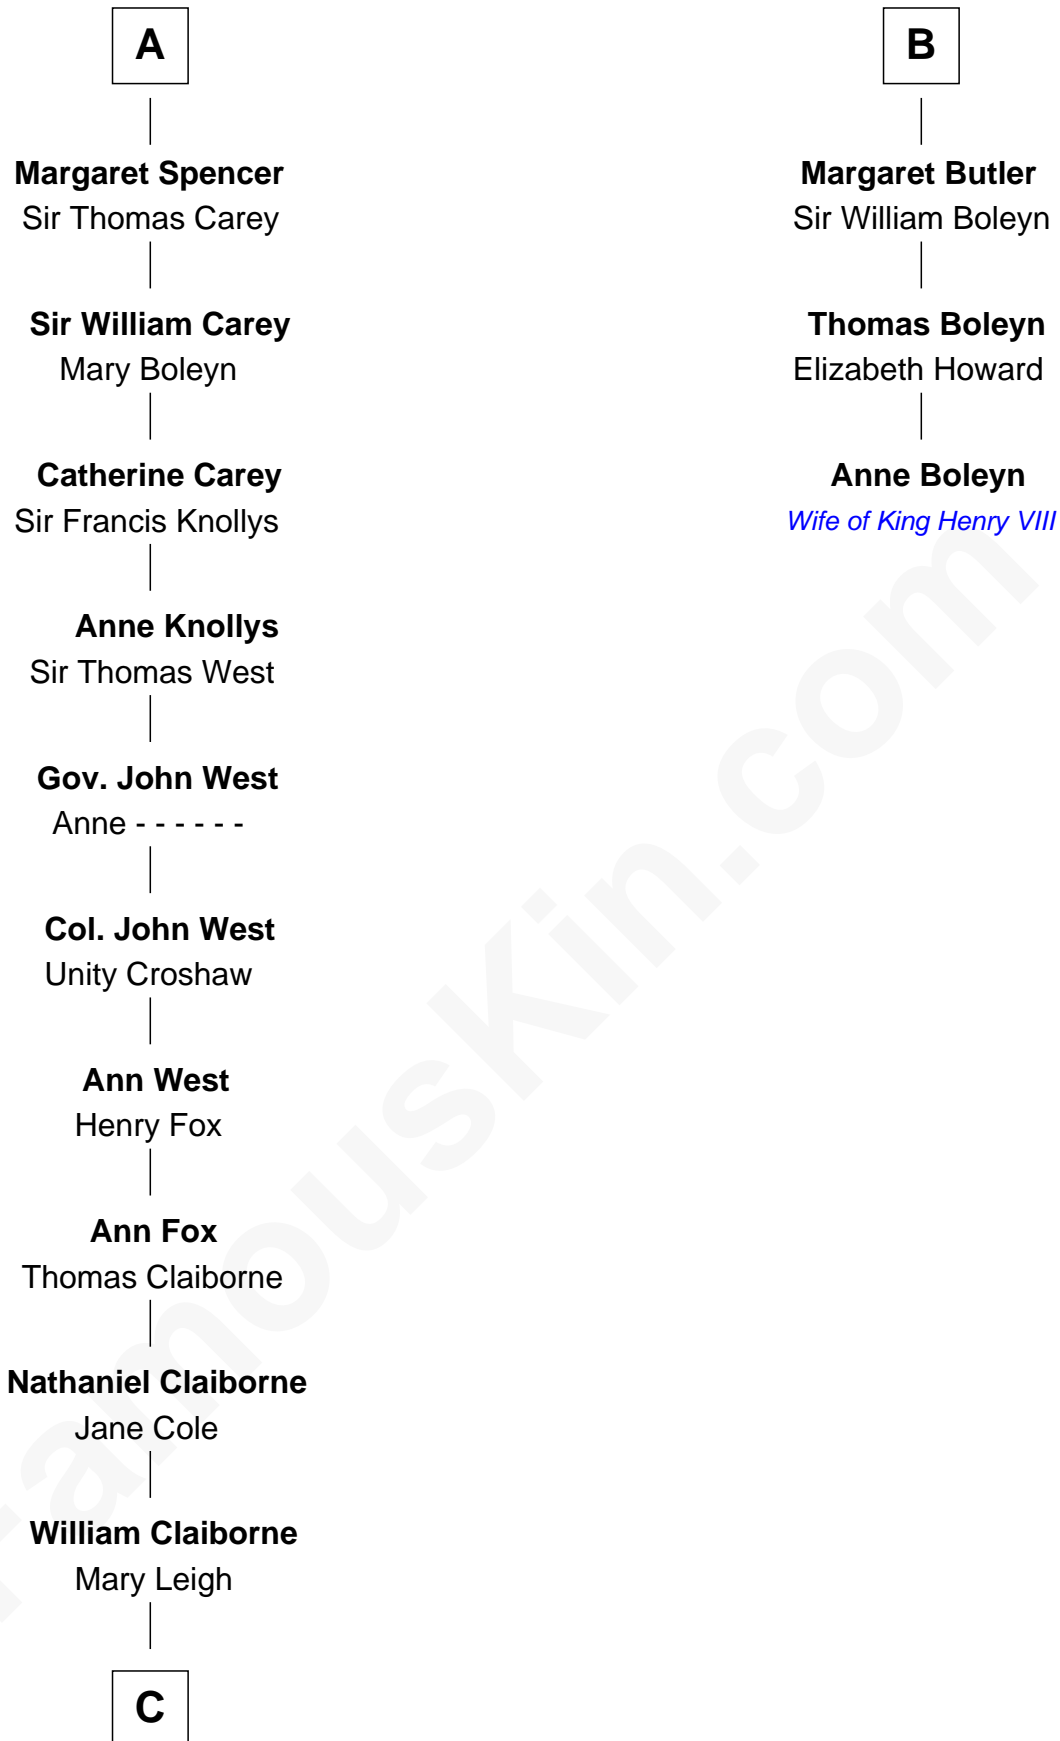 A
Margaret Spencer
Sir Thomas Carey
Sir William Carey
Mary Boleyn
Catherine Carey
Sir Francis Knollys
Anne Knollys
Sir Thomas West
Gov. John West
Anne - - - - - -
Col. John West
Unity Croshaw
Ann West
Henry Fox
Ann Fox
Thomas Claiborne
Nathaniel Claiborne
Jane Cole
William Claiborne
Mary Leigh
C
B
Margaret Butler
Sir William Boleyn
Thomas Boleyn
Elizabeth Howard
Anne Boleyn
Wife of King Henry VIII
FamousKin.com